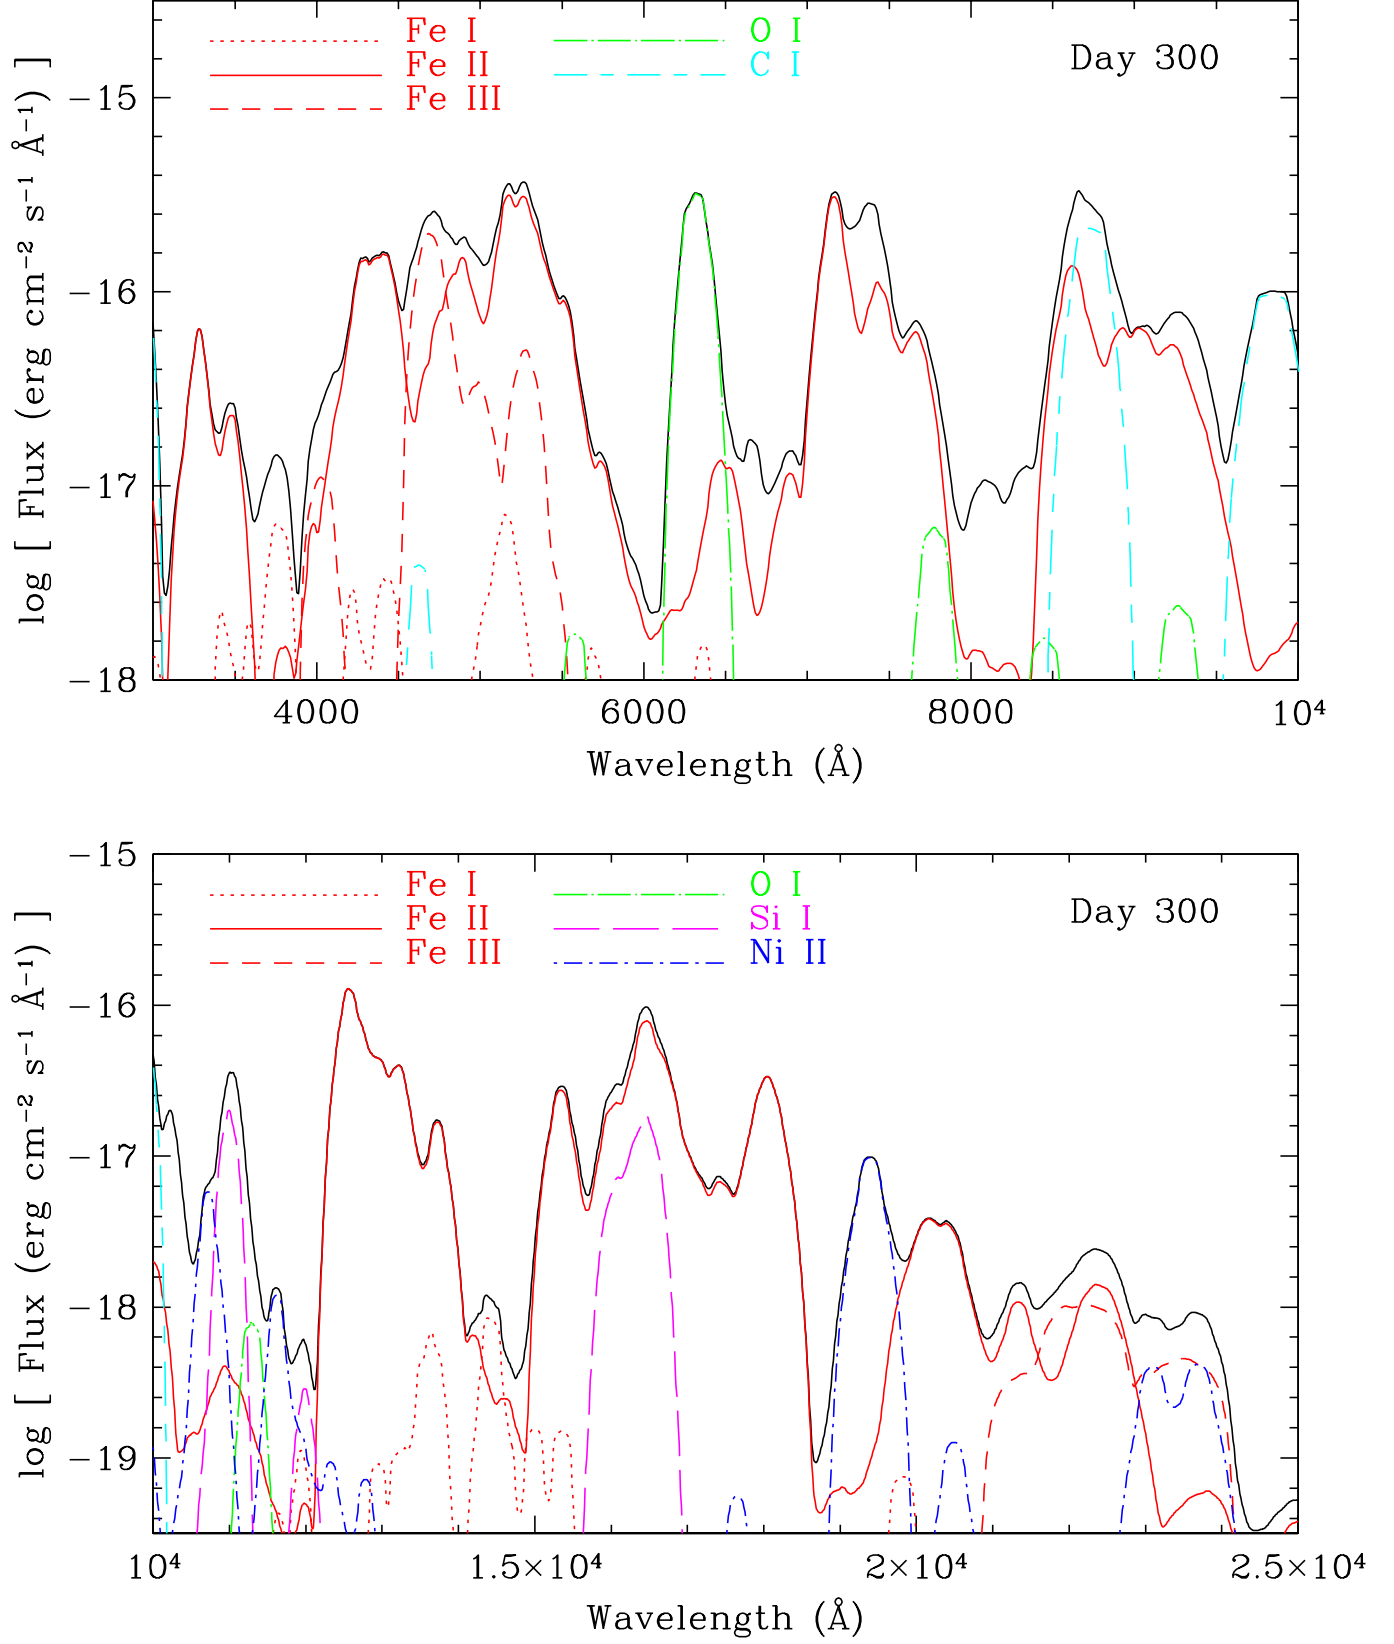 Fe I
O I
Day 300
Fe II
C I
Fe III
log [ Flux (erg cm⁻² s⁻¹ Å⁻¹) ]
−15
−16
−17
−18
4000
6000
8000
10⁴
Wavelength (Å)
−15
Fe I
O I
Day 300
Fe II
Si I
Fe III
Ni II
log [ Flux (erg cm⁻² s⁻¹ Å⁻¹) ]
−16
−17
−18
−19
10⁴
1.5×10⁴
2×10⁴
2.5×10⁴
Wavelength (Å)